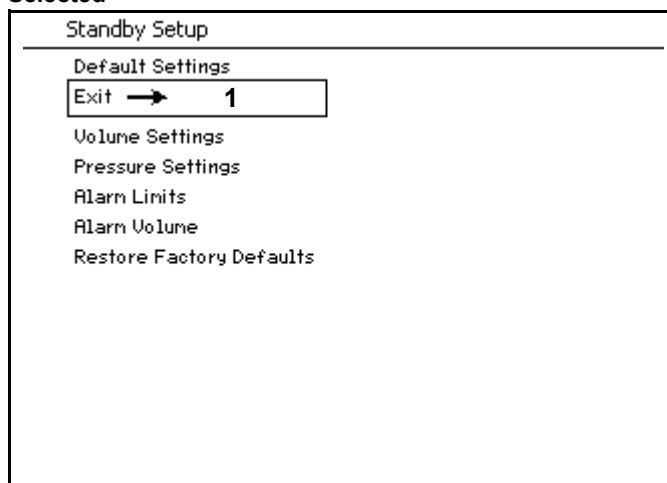 Selected
Standby Setup
Default Settings
Exit → 1
Volume Settings
Pressure Settings
Alarm Limits
Alarm Volume
Restore Factory Defaults